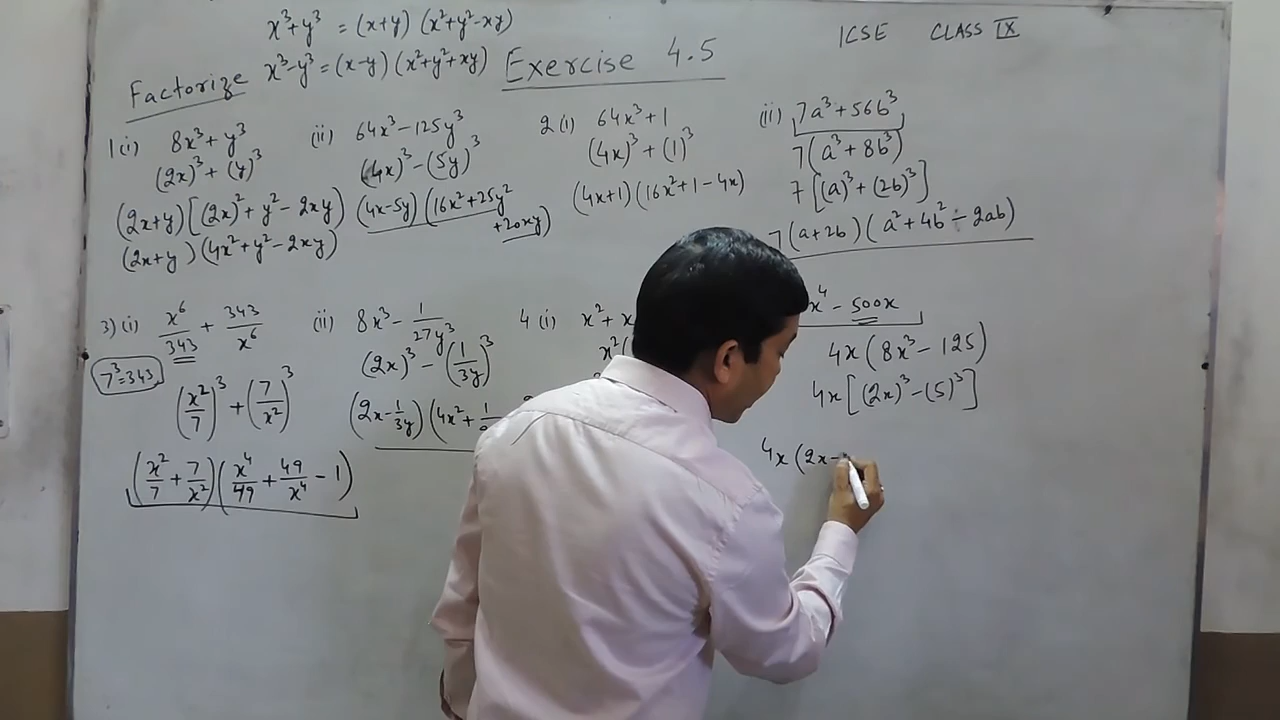 x³+y³ = (x+y) (x²+y²-xy)
ICSE CLASS IX
Factorize x³-y³ = (x-y) (x²+y²+xy) Exercise 4.5
1(i) 8x³ + y³
(2x)³ + (y)³
(2x+y) [(2x)² + y² - 2xy]
(2x+y) (4x² + y² - 2xy)
(ii) 64x³ - 125y³
(4x)³ - (5y)³
(4x-5y) (16x² + 25y²
+20xy)
2(i) 64x³ + 1
(4x)³ + (1)³
(4x+1) (16x² + 1 - 4x)
(ii) 7a³ + 56b³
7(a³ + 8b³)
7[(a)³ + (2b)³]
7(a+2b) (a² + 4b² - 2ab)
3)(i) x⁶/343 + 343/x⁶
7³=343
(x²/7)³ + (7/x²)³
(x²/7 + 7/x²) (x⁴/49 + 49/x⁴ - 1)
(ii) 8x³ - 1/27y³
(2x)³ - (1/3y)³
(2x - 1/3y) (4x² + 1
4(i) x² + x
x²(
x⁴ - 500x
4x(8x³ - 125)
4x[(2x)³ - (5)³]
4x(2x-